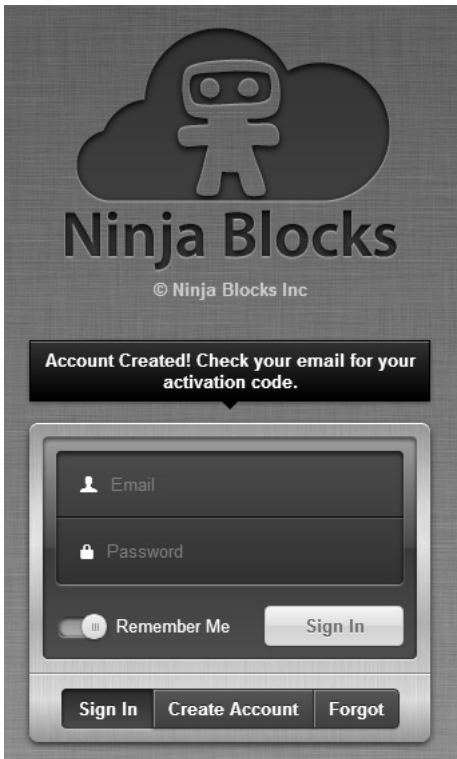 Ninja Blocks
© Ninja Blocks Inc
Account Created! Check your email for your
activation code.
Email
Password
Remember Me
Sign In
Sign In
Create Account
Forgot